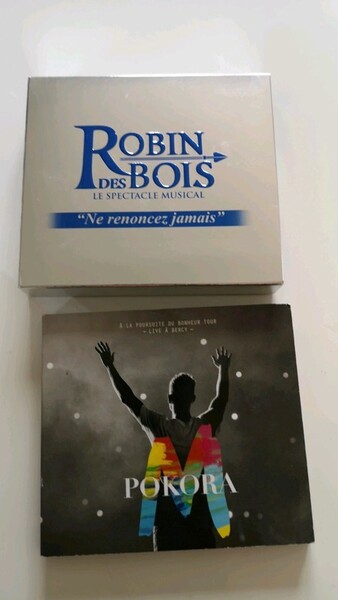 ROBIN
DES BOIS
LE SPECTACLE MUSICAL
"Ne renoncez jamais"
À LA POURSUITE DU BONHEUR TOUR
- LIVE À BERCY -
M
POKORA